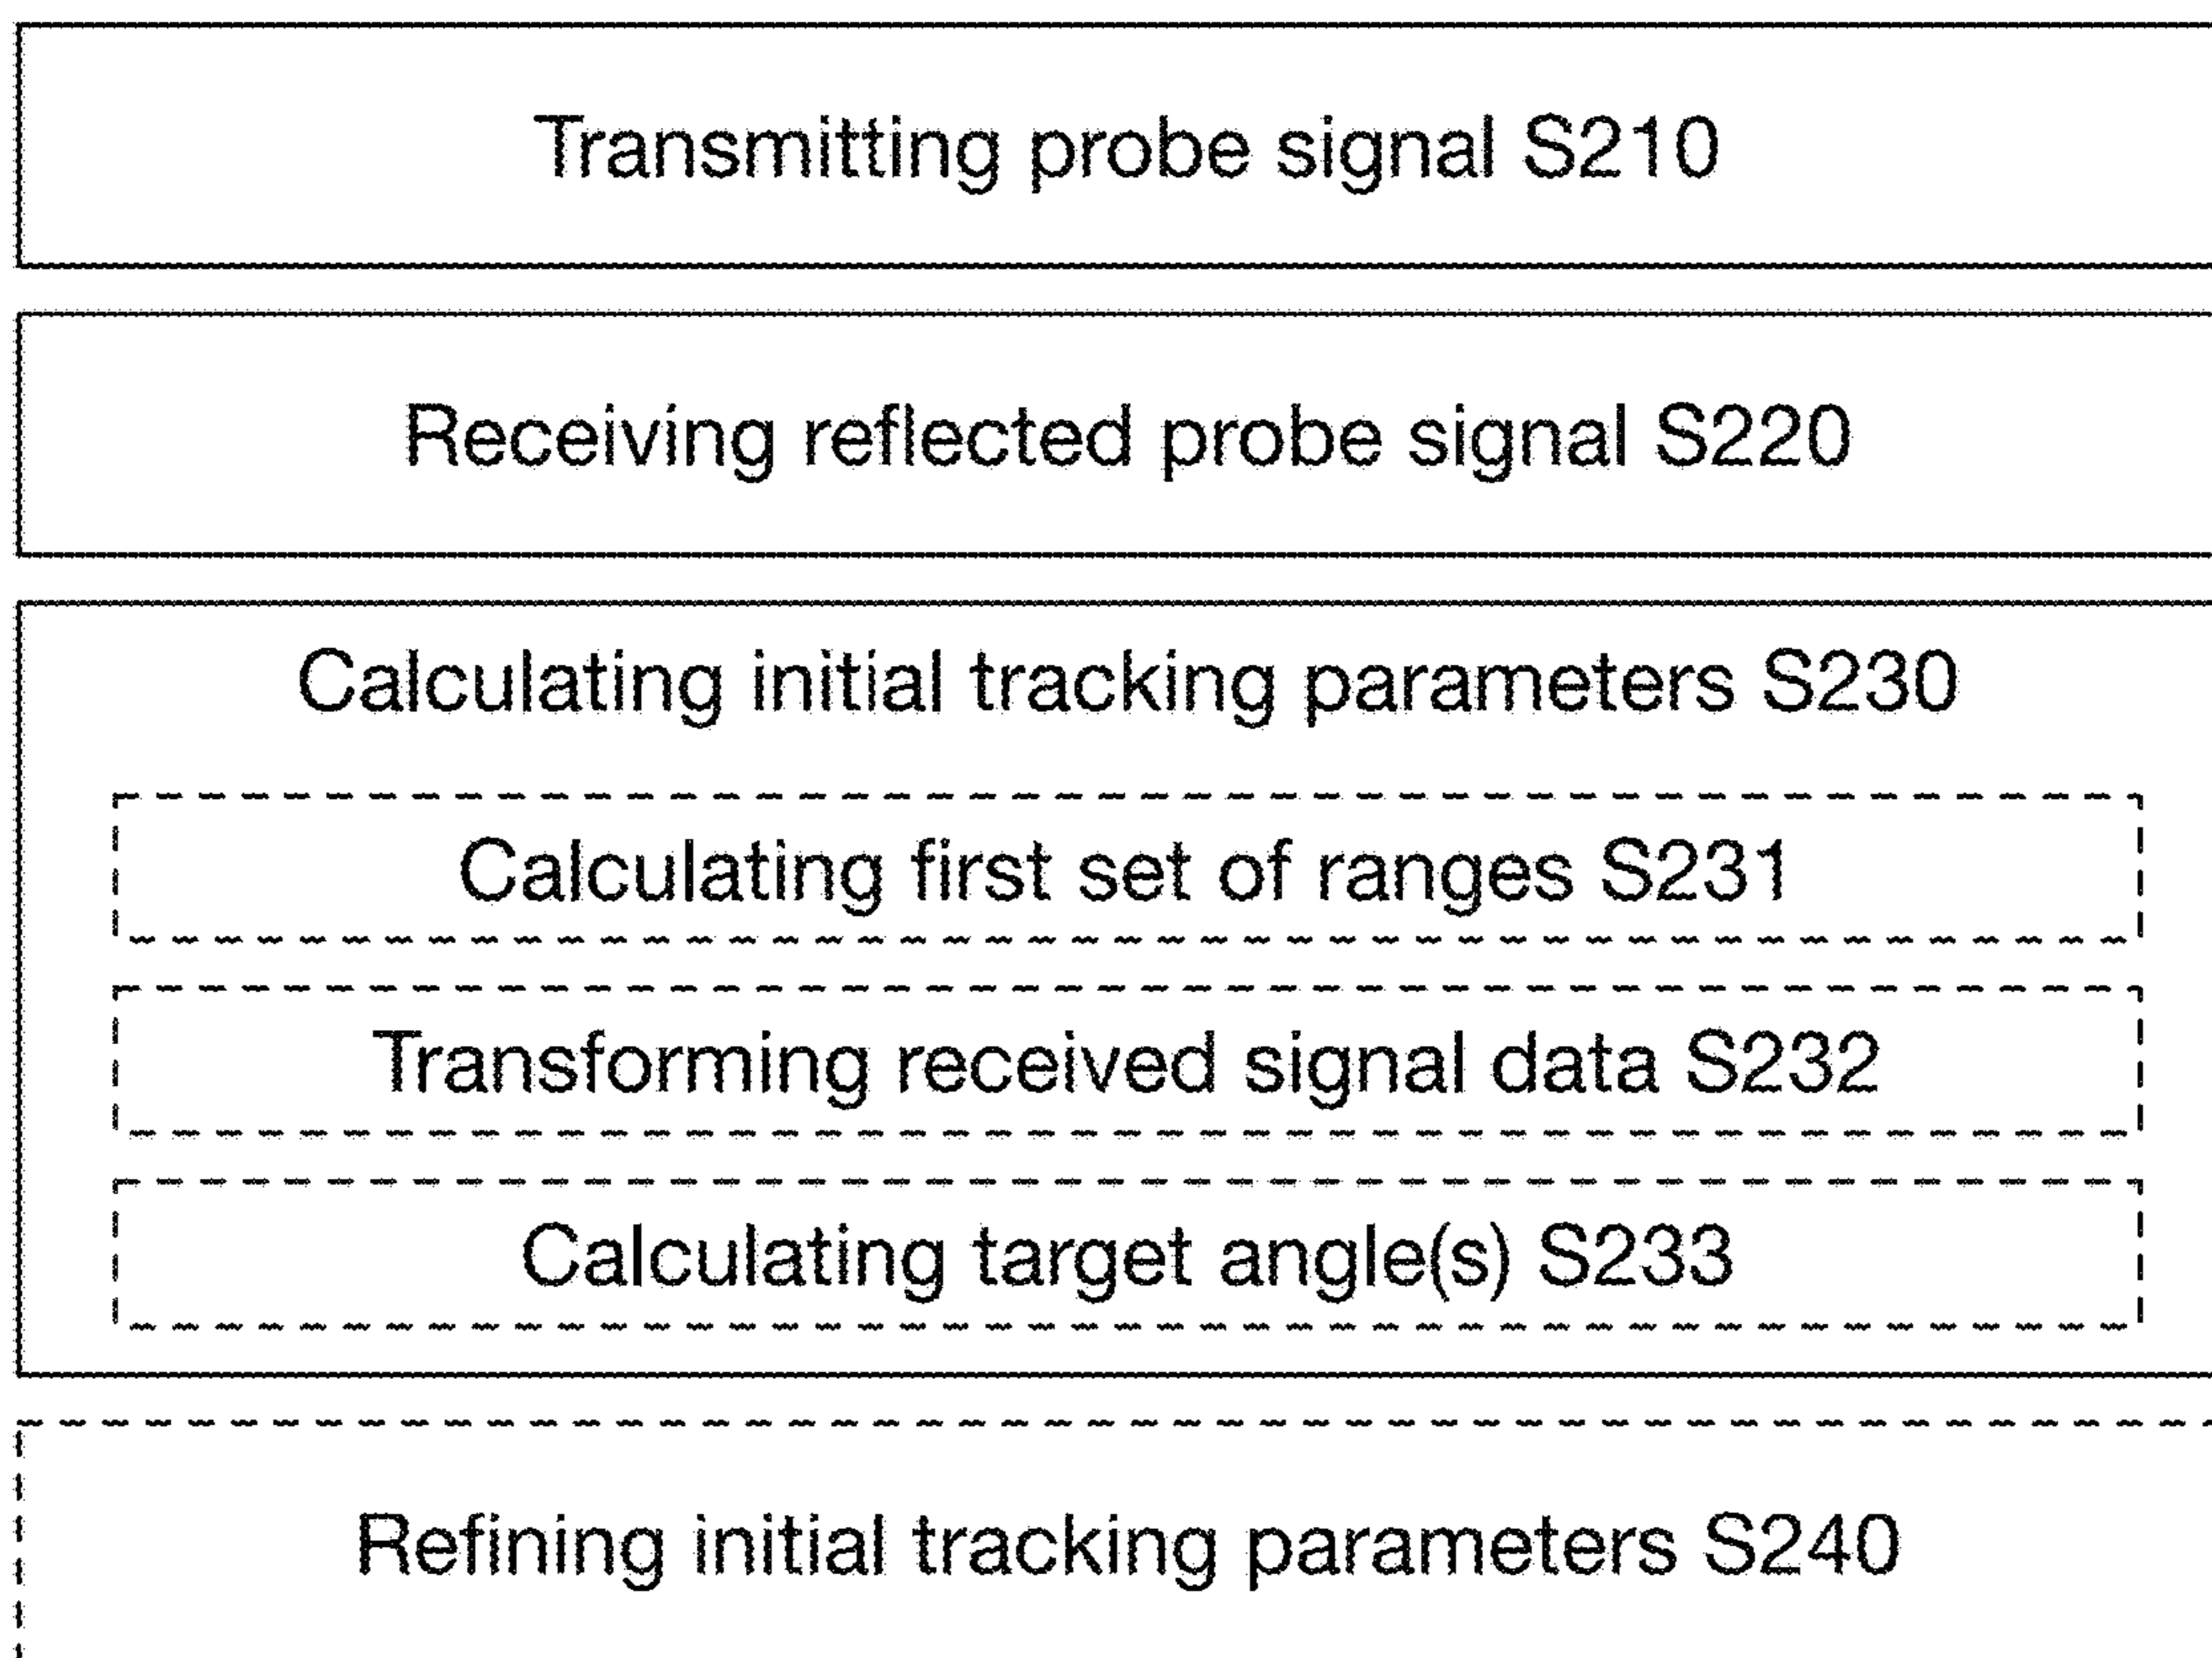 Transmitting probe signal S210
Receiving reflected probe signal S220
Calculating initial tracking parameters S230
Calculating first set of ranges S231
Transforming received signal data S232
Calculating target angle(s) S233
Refining initial tracking parameters S240